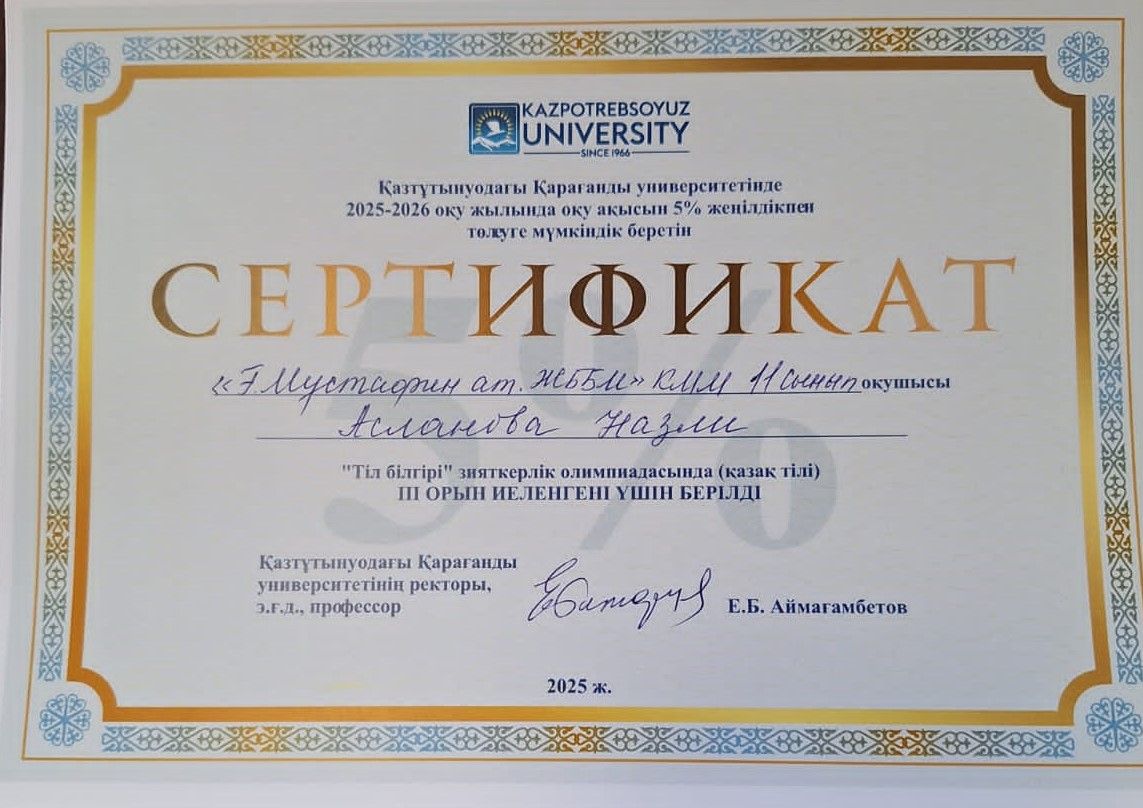 KAZPOTREBSOYUZ
UNIVERSITY
SINCE 1966
Қазтұтынуодағы Қарағанды университетінде
2025-2026 оқу жылында оқу ақысын 5% жеңілдікпен
төлеуге мүмкіндік беретін
СЕРТИФИКАТ
5%
«Ғ.Мустафин ат. ЖББМ» КММ 11 сынып оқушысы
Асланова Назли
"Тіл білгірі" зияткерлік олимпиадасында (қазақ тілі)
ІІІ ОРЫН ИЕЛЕНГЕНІ ҮШІН БЕРІЛДІ
Қазтұтынуодағы Қарағанды
университетінің ректоры,
э.ғ.д., профессор
Е.Б. Аймағамбетов
2025 ж.